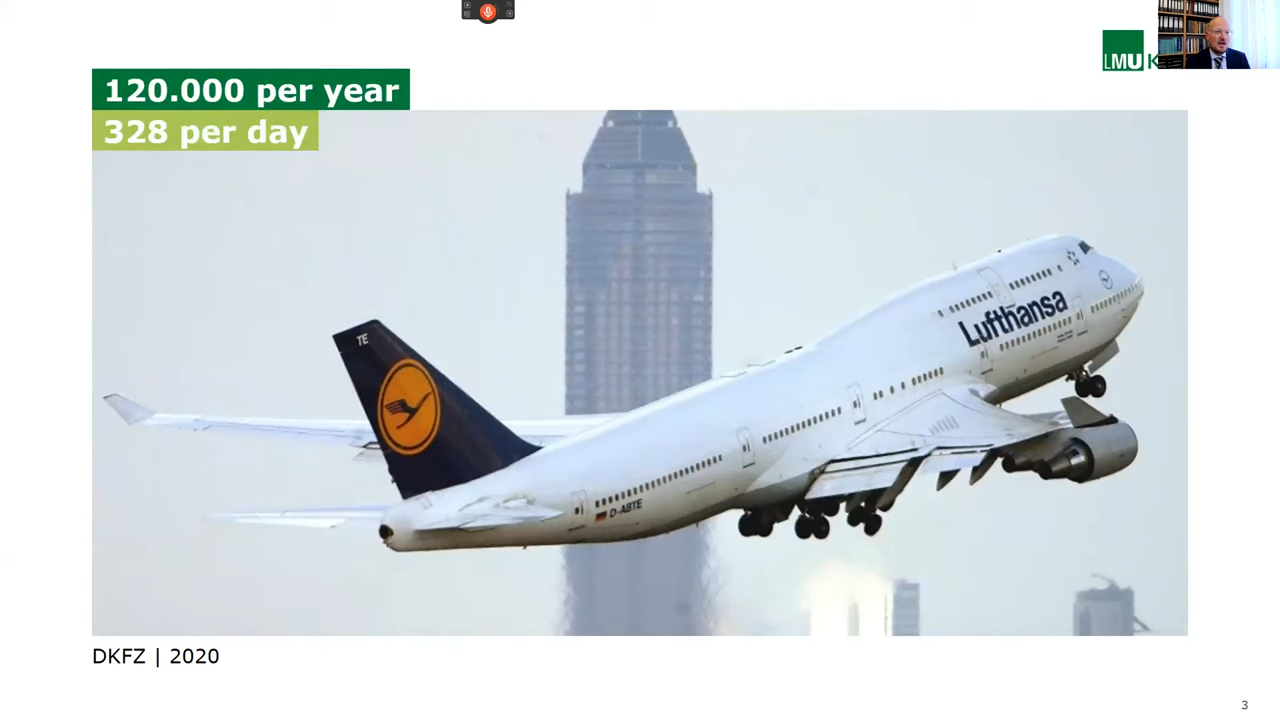 120.000 per year
328 per day
LMU K
TE
Lufthansa
D-ABTE
DKFZ | 2020
3